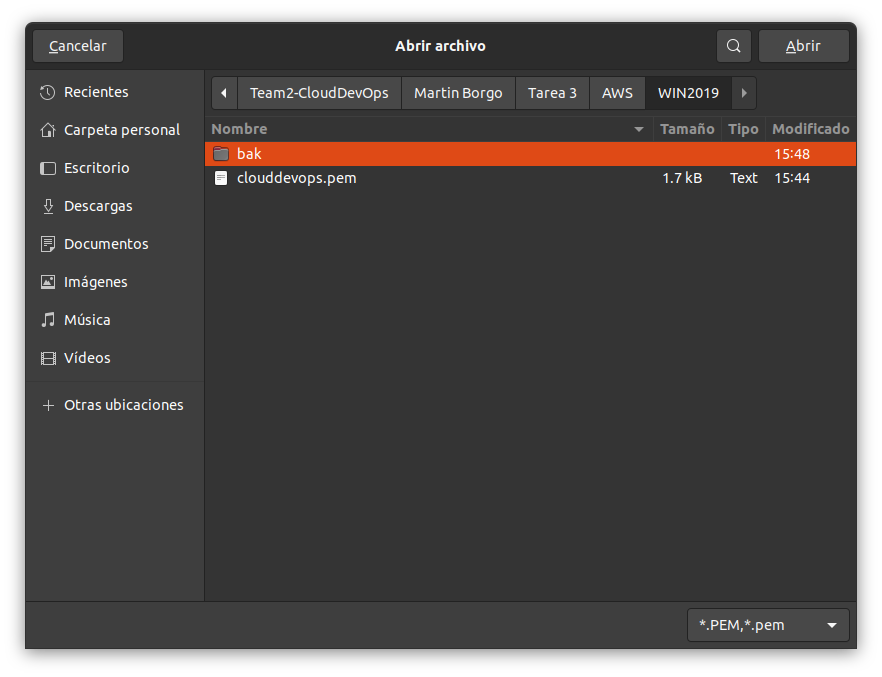 Cancelar Abrir archivo Abrir
Recientes
Carpeta personal
Escritorio
Descargas
Documentos
Imágenes
Música
Vídeos
Otras ubicaciones
Team2-CloudDevOps Martin Borgo Tarea 3 AWS WIN2019
Nombre Tamaño Tipo Modificado
bak 15:48
clouddevops.pem 1.7 kB Text 15:44
*.PEM,*.pem